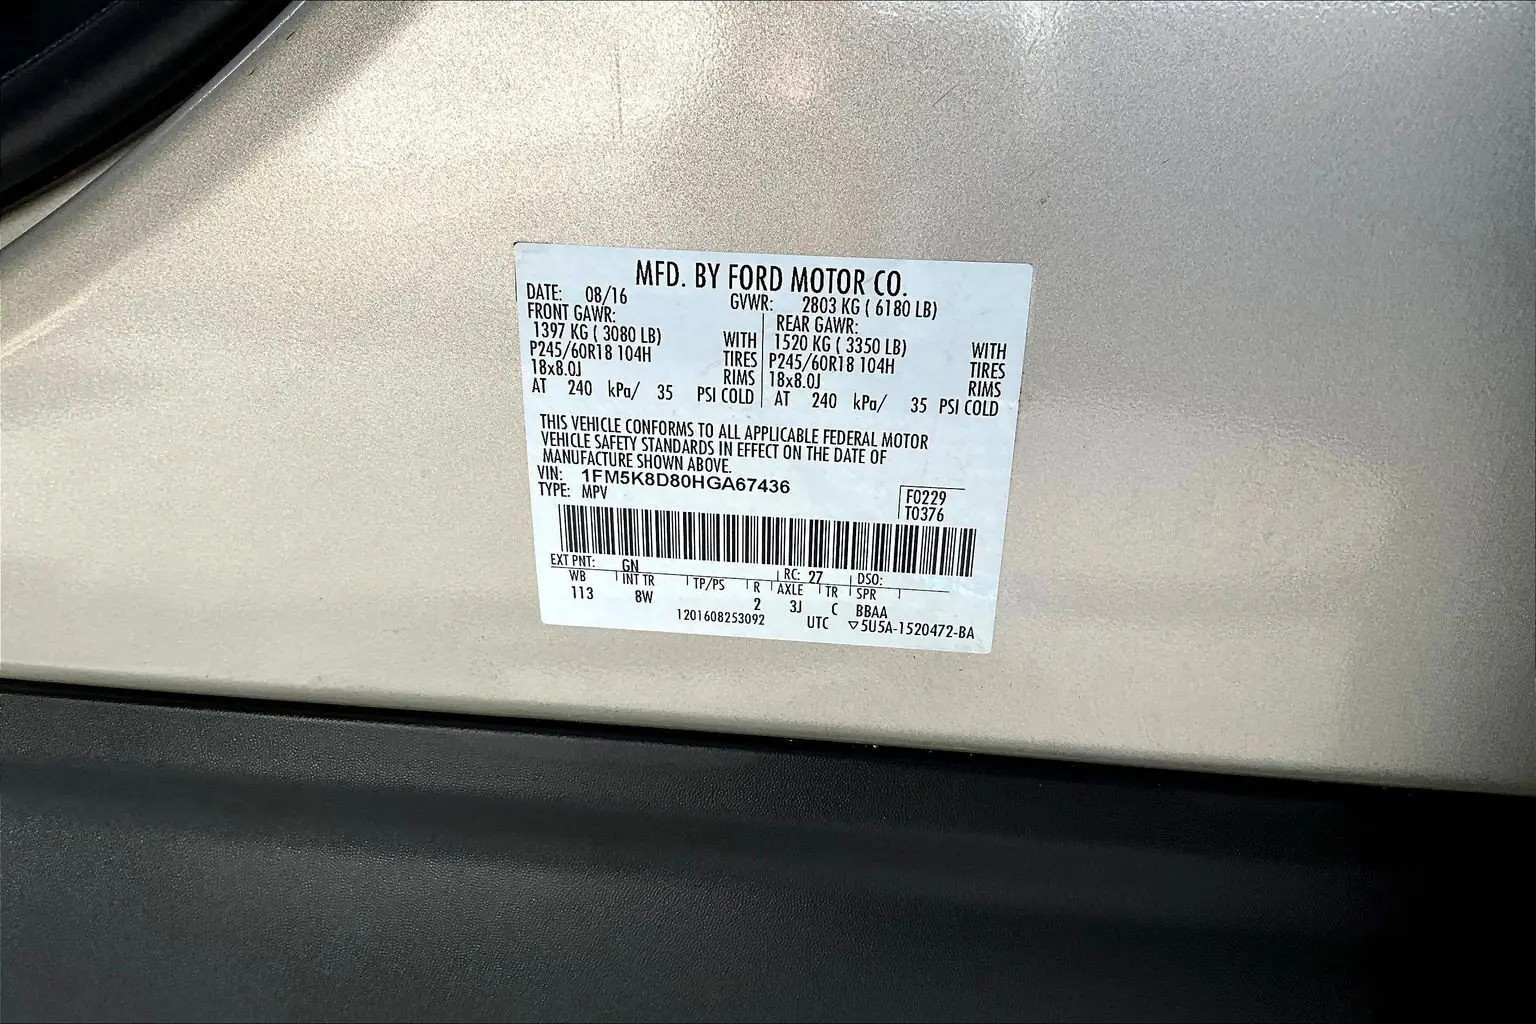 MFD. BY FORD MOTOR CO.
DATE: 08/16 GVWR: 2803 KG ( 6180 LB)
FRONT GAWR:
1397 KG ( 3080 LB) WITH
P245/60R18 104H TIRES
18x8.0J RIMS
AT 240 kPa/ 35 PSI COLD
REAR GAWR:
1520 KG ( 3350 LB) WITH
P245/60R18 104H TIRES
18x8.0J RIMS
AT 240 kPa/ 35 PSI COLD
THIS VEHICLE CONFORMS TO ALL APPLICABLE FEDERAL MOTOR
VEHICLE SAFETY STANDARDS IN EFFECT ON THE DATE OF
MANUFACTURE SHOWN ABOVE.
VIN: 1FM5K8D80HGA67436
TYPE: MPV
F0229
T0376
EXT PNT: GN RC: 27 DSO:
WB INT TR TP/PS R AXLE TR SPR
113 8W 2 3J C BBAA
1201608253092 UTC ▽5U5A-1520472-BA